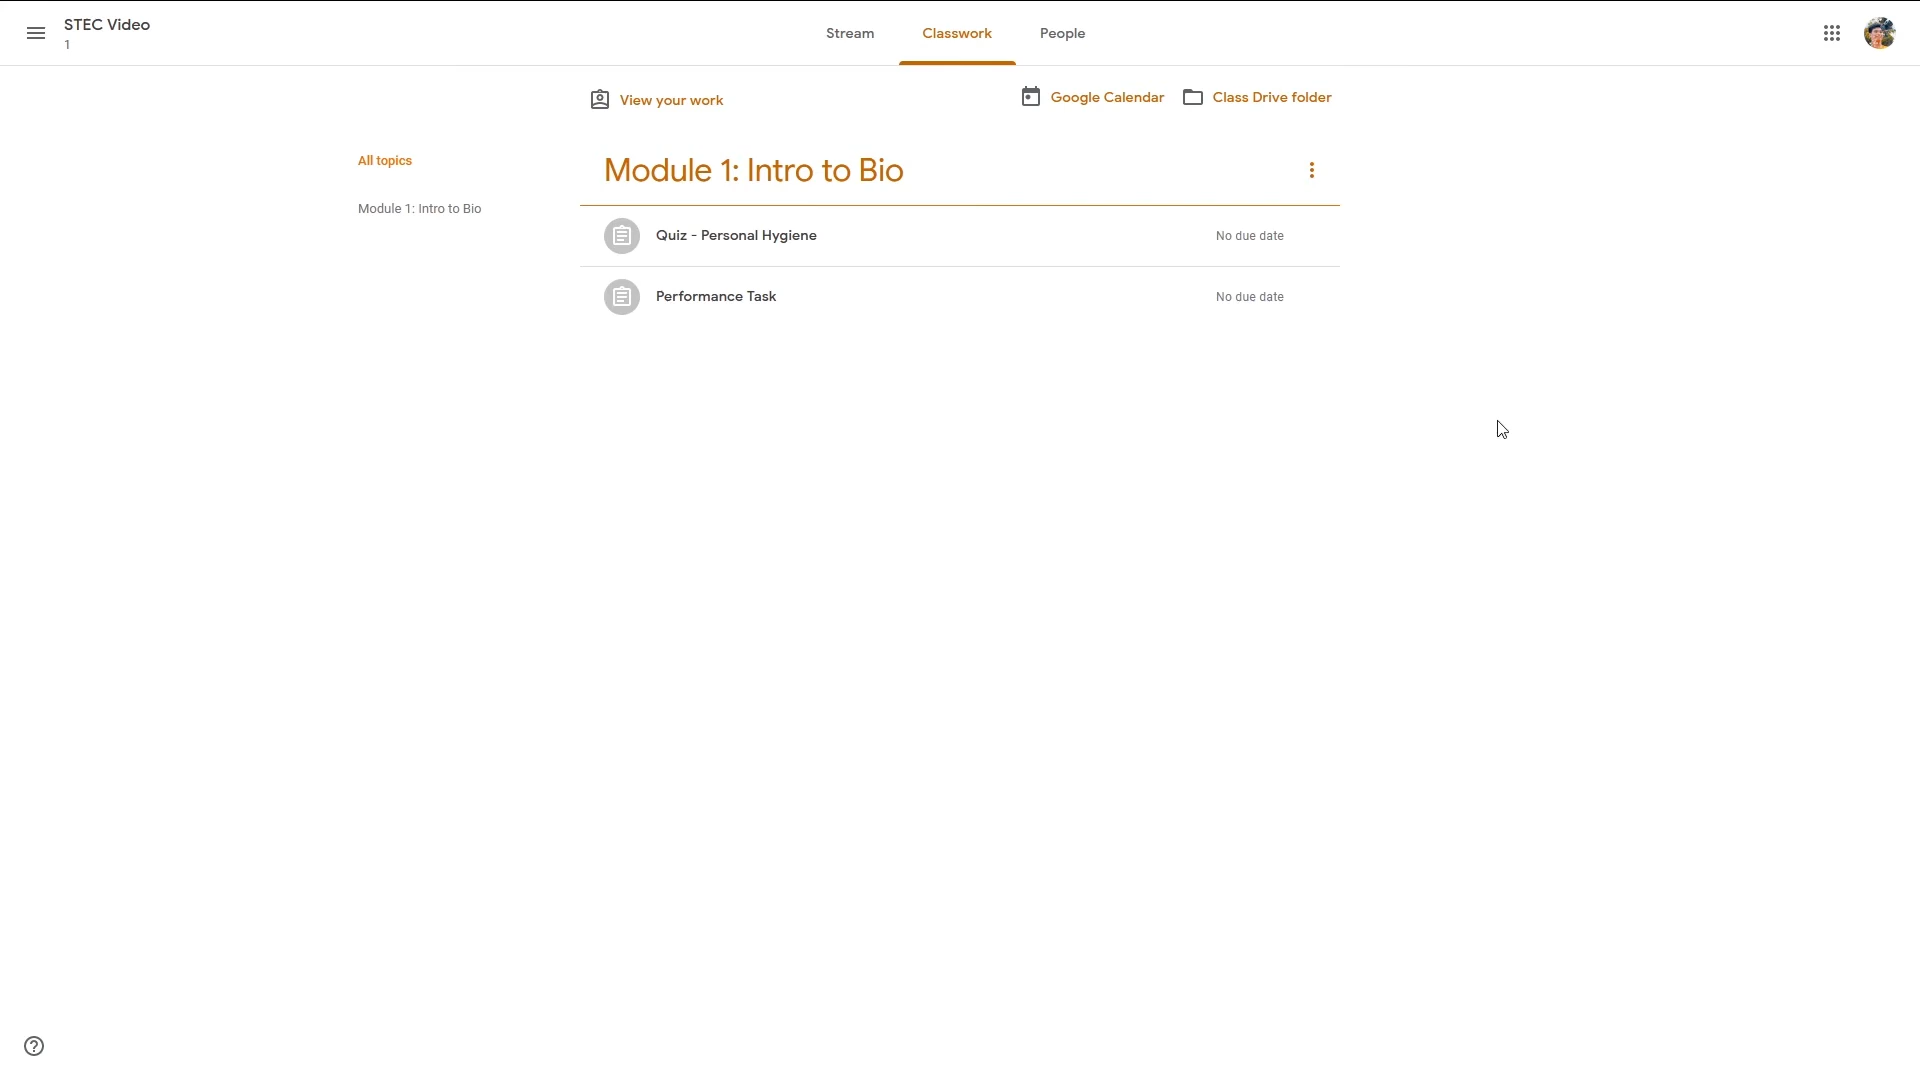 STEC Video
1
Stream
Classwork
People
View your work
Google Calendar
Class Drive folder
All topics
Module 1: Intro to Bio
Module 1: Intro to Bio
Quiz - Personal Hygiene
No due date
Performance Task
No due date